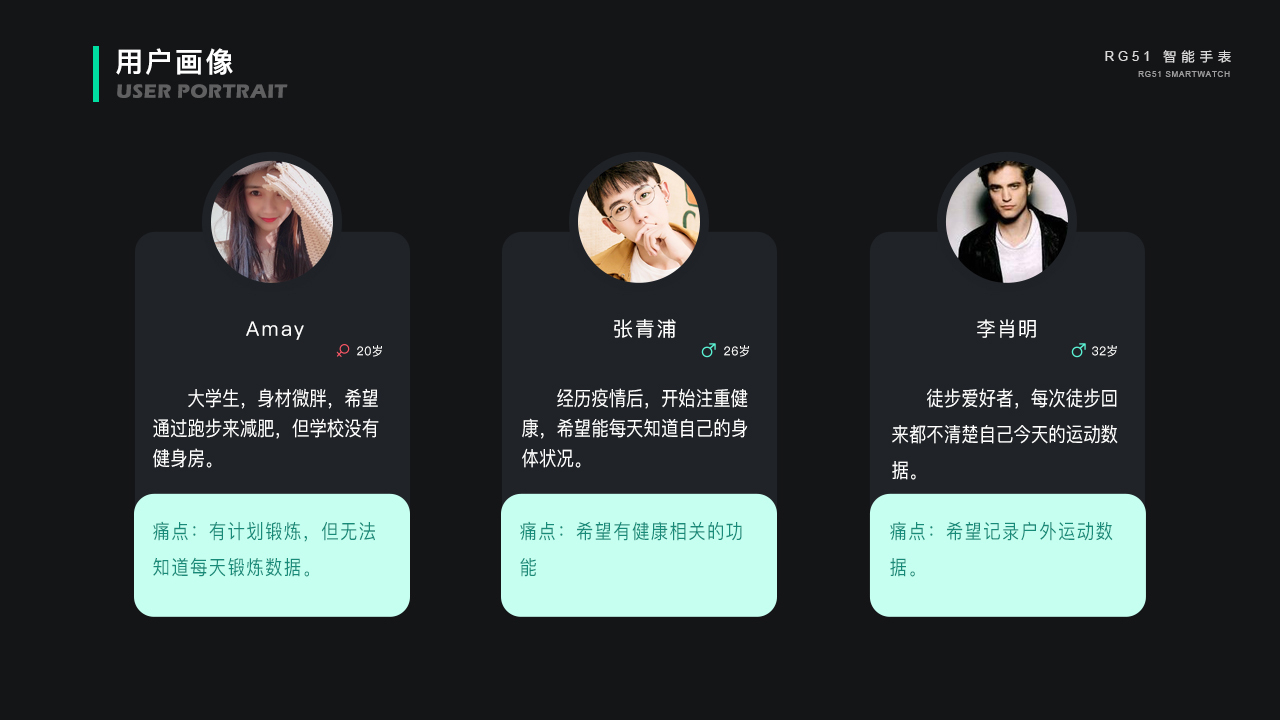 用户画像
USER PORTRAIT
RG51 智能手表
RG51 SMARTWATCH
Amay
20岁
大学生，身材微胖，希望
通过跑步来减肥，但学校没有
健身房。
痛点：有计划锻炼，但无法
知道每天锻炼数据。
张青浦
26岁
经历疫情后，开始注重健
康，希望能每天知道自己的身
体状况。
痛点：希望有健康相关的功
能
李肖明
32岁
徒步爱好者，每次徒步回
来都不清楚自己今天的运动数
据。
痛点：希望记录户外运动数
据。